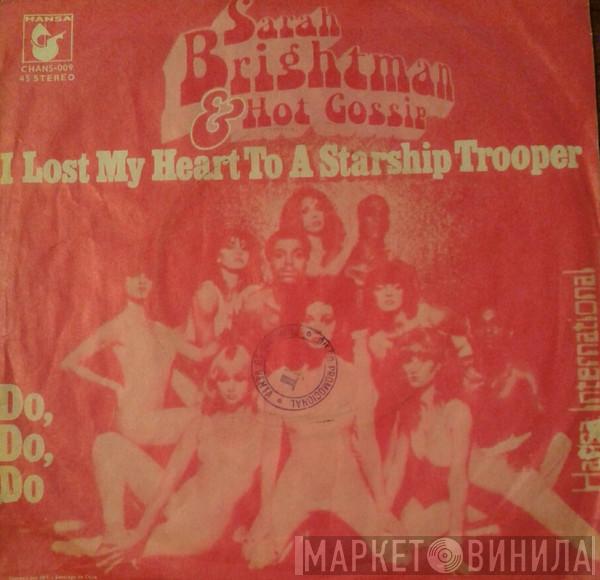 HANSA
CHANS-009
45 STEREO
Sarah
Brightman
& Hot Gossip
I Lost My Heart To A Starship Trooper
Do,
Do,
Do
Hansa International
PROMOCIONAL
МАРКЕТ ВИНИЛА